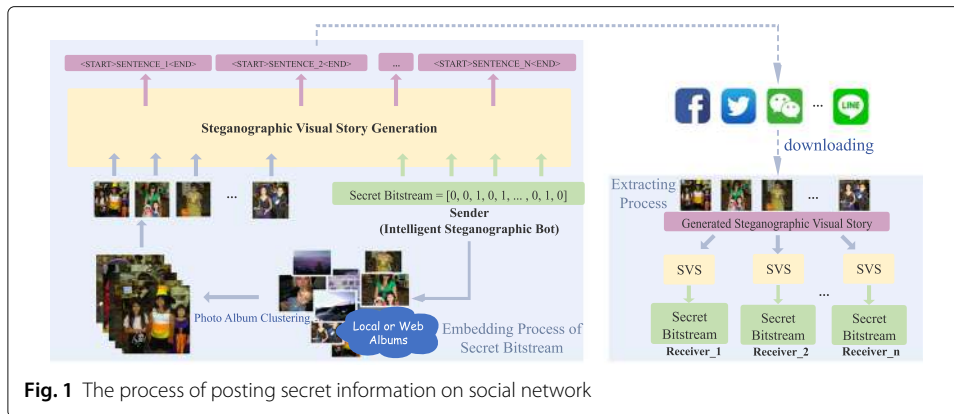 <START>SENTENCE_1<END>
<START>SENTENCE_2<END>
...
<START>SENTENCE_N<END>
Steganographic Visual Story Generation
...
Secret Bitstream = [0, 0, 1, 0, 1, ... , 0, 1, 0]
Sender
(Intelligent Steganographic Bot)
Photo Album Clustering
Local or Web
Albums
Embedding Process of
Secret Bitstream
...
LINE
downloading
Extracting
Process
...
Generated Steganographic Visual Story
SVS
SVS
SVS
...
Secret
Bitstream
Receiver_1
Secret
Bitstream
Receiver_2
Secret
Bitstream
Receiver_n
Fig. 1 The process of posting secret information on social network